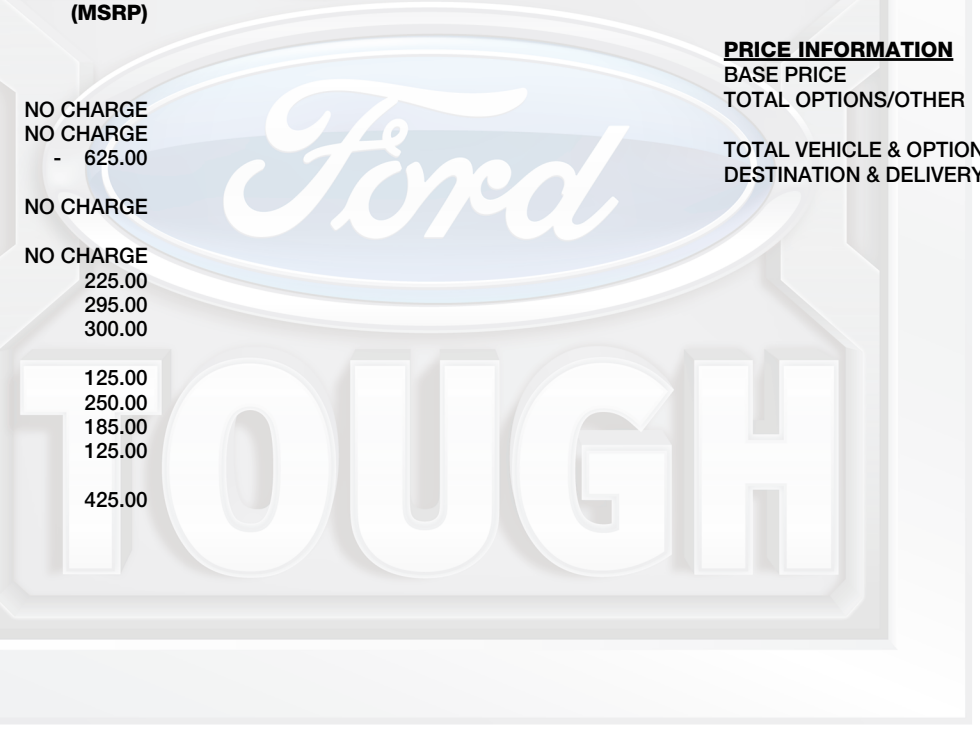 (MSRP)
NO CHARGE
NO CHARGE
- 625.00
NO CHARGE
NO CHARGE
225.00
295.00
300.00
125.00
250.00
185.00
125.00
425.00
PRICE INFORMATION
BASE PRICE
TOTAL OPTIONS/OTHER
TOTAL VEHICLE & OPTION
DESTINATION & DELIVERY
Ford
TOUGH